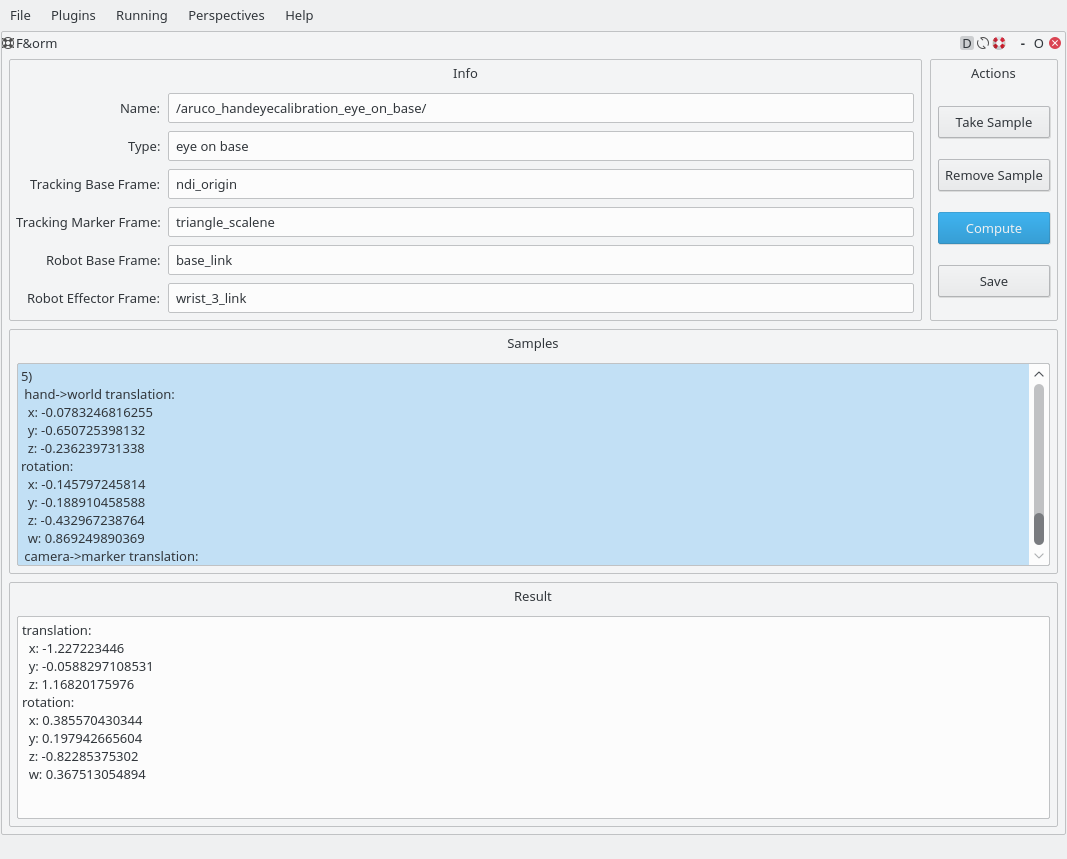 File Plugins Running Perspectives Help
F&orm D - O
Info
Name: /aruco_handeyecalibration_eye_on_base/
Type: eye on base
Tracking Base Frame: ndi_origin
Tracking Marker Frame: triangle_scalene
Robot Base Frame: base_link
Robot Effector Frame: wrist_3_link
Actions
Take Sample
Remove Sample
Compute
Save
Samples
5)
hand->world translation:
x: -0.0783246816255
y: -0.650725398132
z: -0.236239731338
rotation:
x: -0.145797245814
y: -0.188910458588
z: -0.432967238764
w: 0.869249890369
camera->marker translation:
Result
translation:
x: -1.227223446
y: -0.0588297108531
z: 1.16820175976
rotation:
x: 0.385570430344
y: 0.197942665604
z: -0.82285375302
w: 0.367513054894